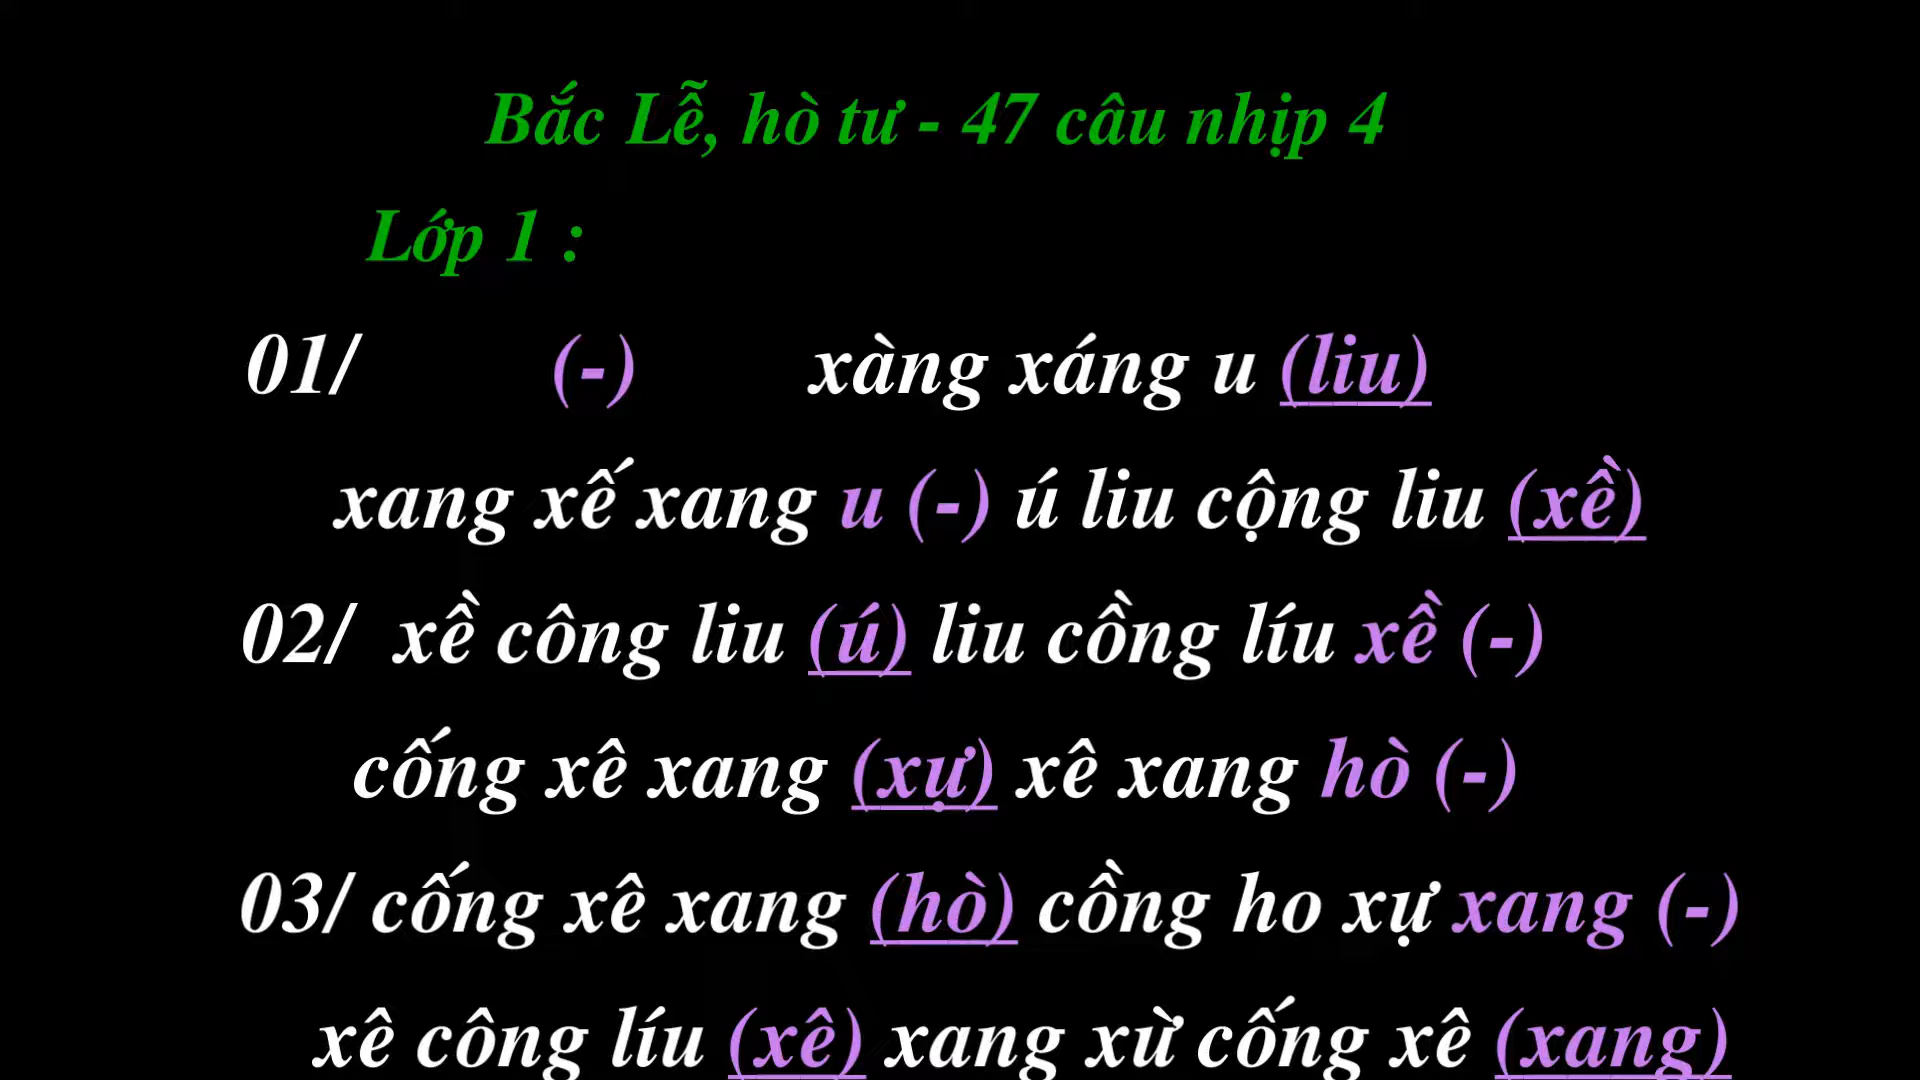 Bắc Lễ, hò tư - 47 câu nhịp 4
Lớp 1 :
01/ (-) xàng xáng u (liu)
xang xế xang u (-) ú liu cộng liu (xề)
02/ xề công liu (ú) liu cồng líu xề (-)
cống xê xang (xự) xê xang hò (-)
03/ cống xê xang (hò) cồng ho xự xang (-)
xê công líu (xê) xang xừ cống xê (xang)